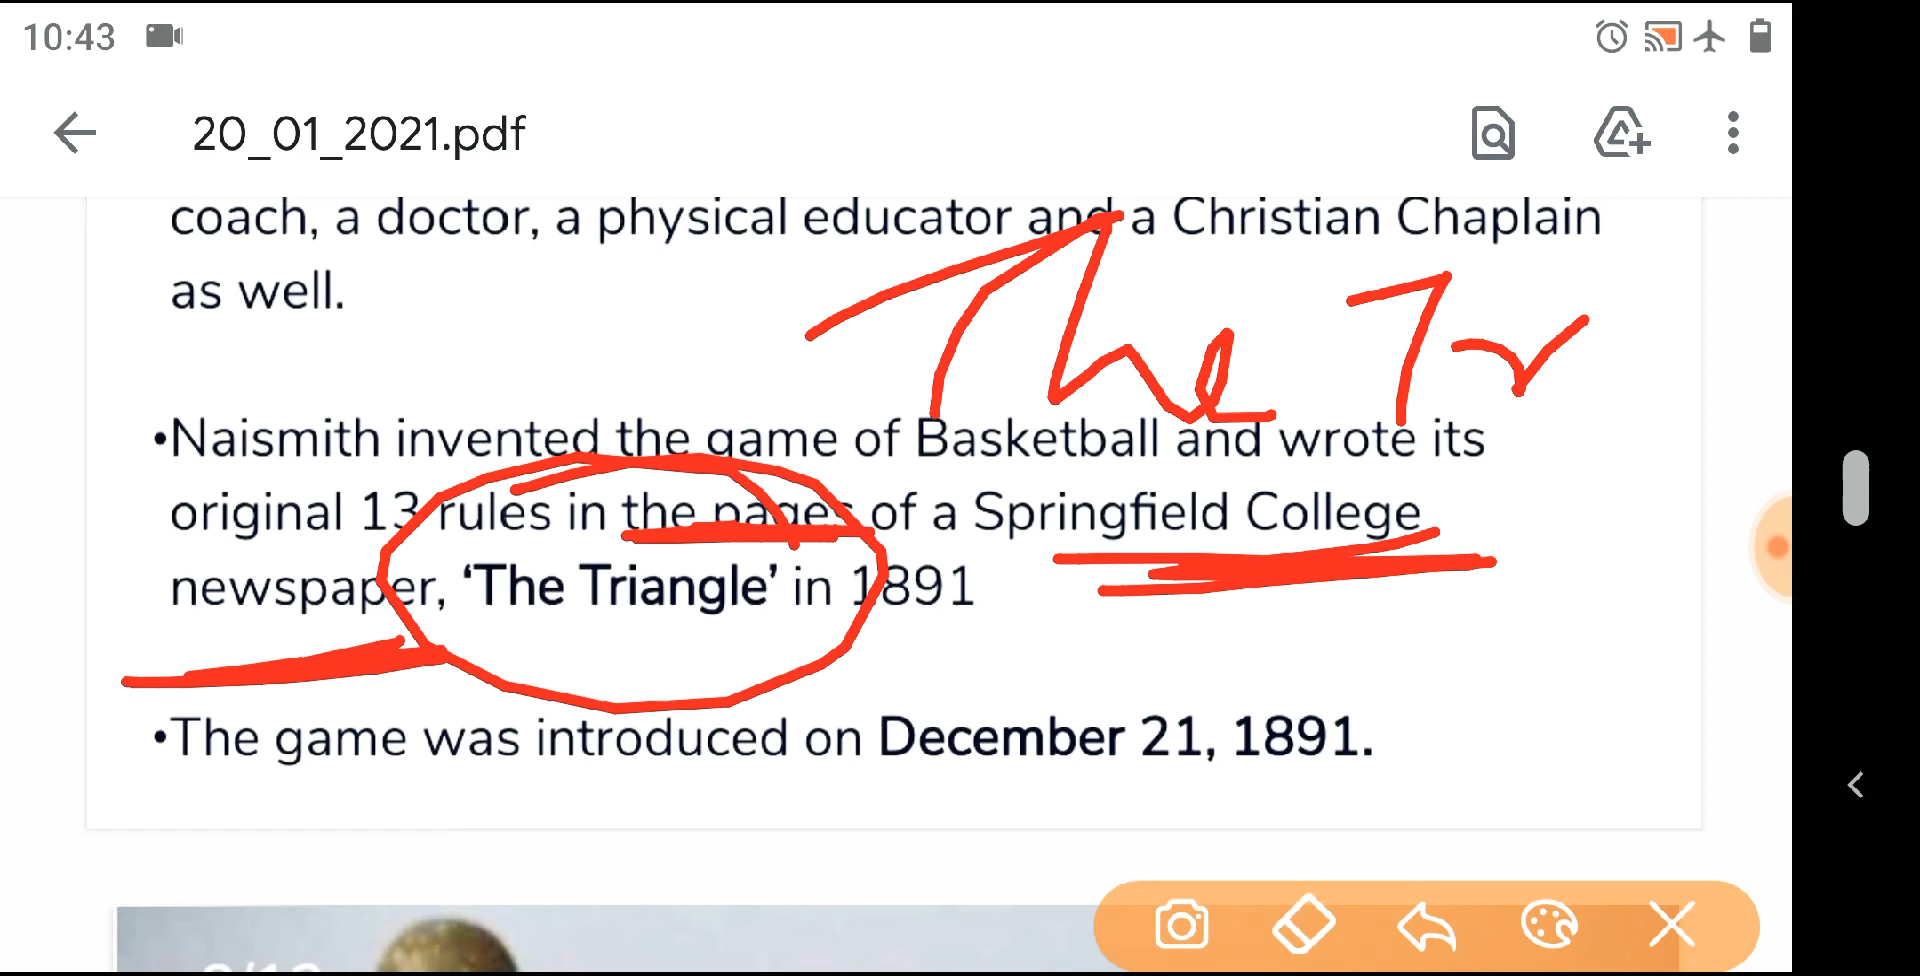 10:43
20_01_2021.pdf
coach, a doctor, a physical educator and a Christian Chaplain
as well.
The Tr
•Naismith invented the game of Basketball and wrote its
original 13 rules in the pages of a Springfield College
newspaper, ‘The Triangle’ in 1891
•The game was introduced on December 21, 1891.